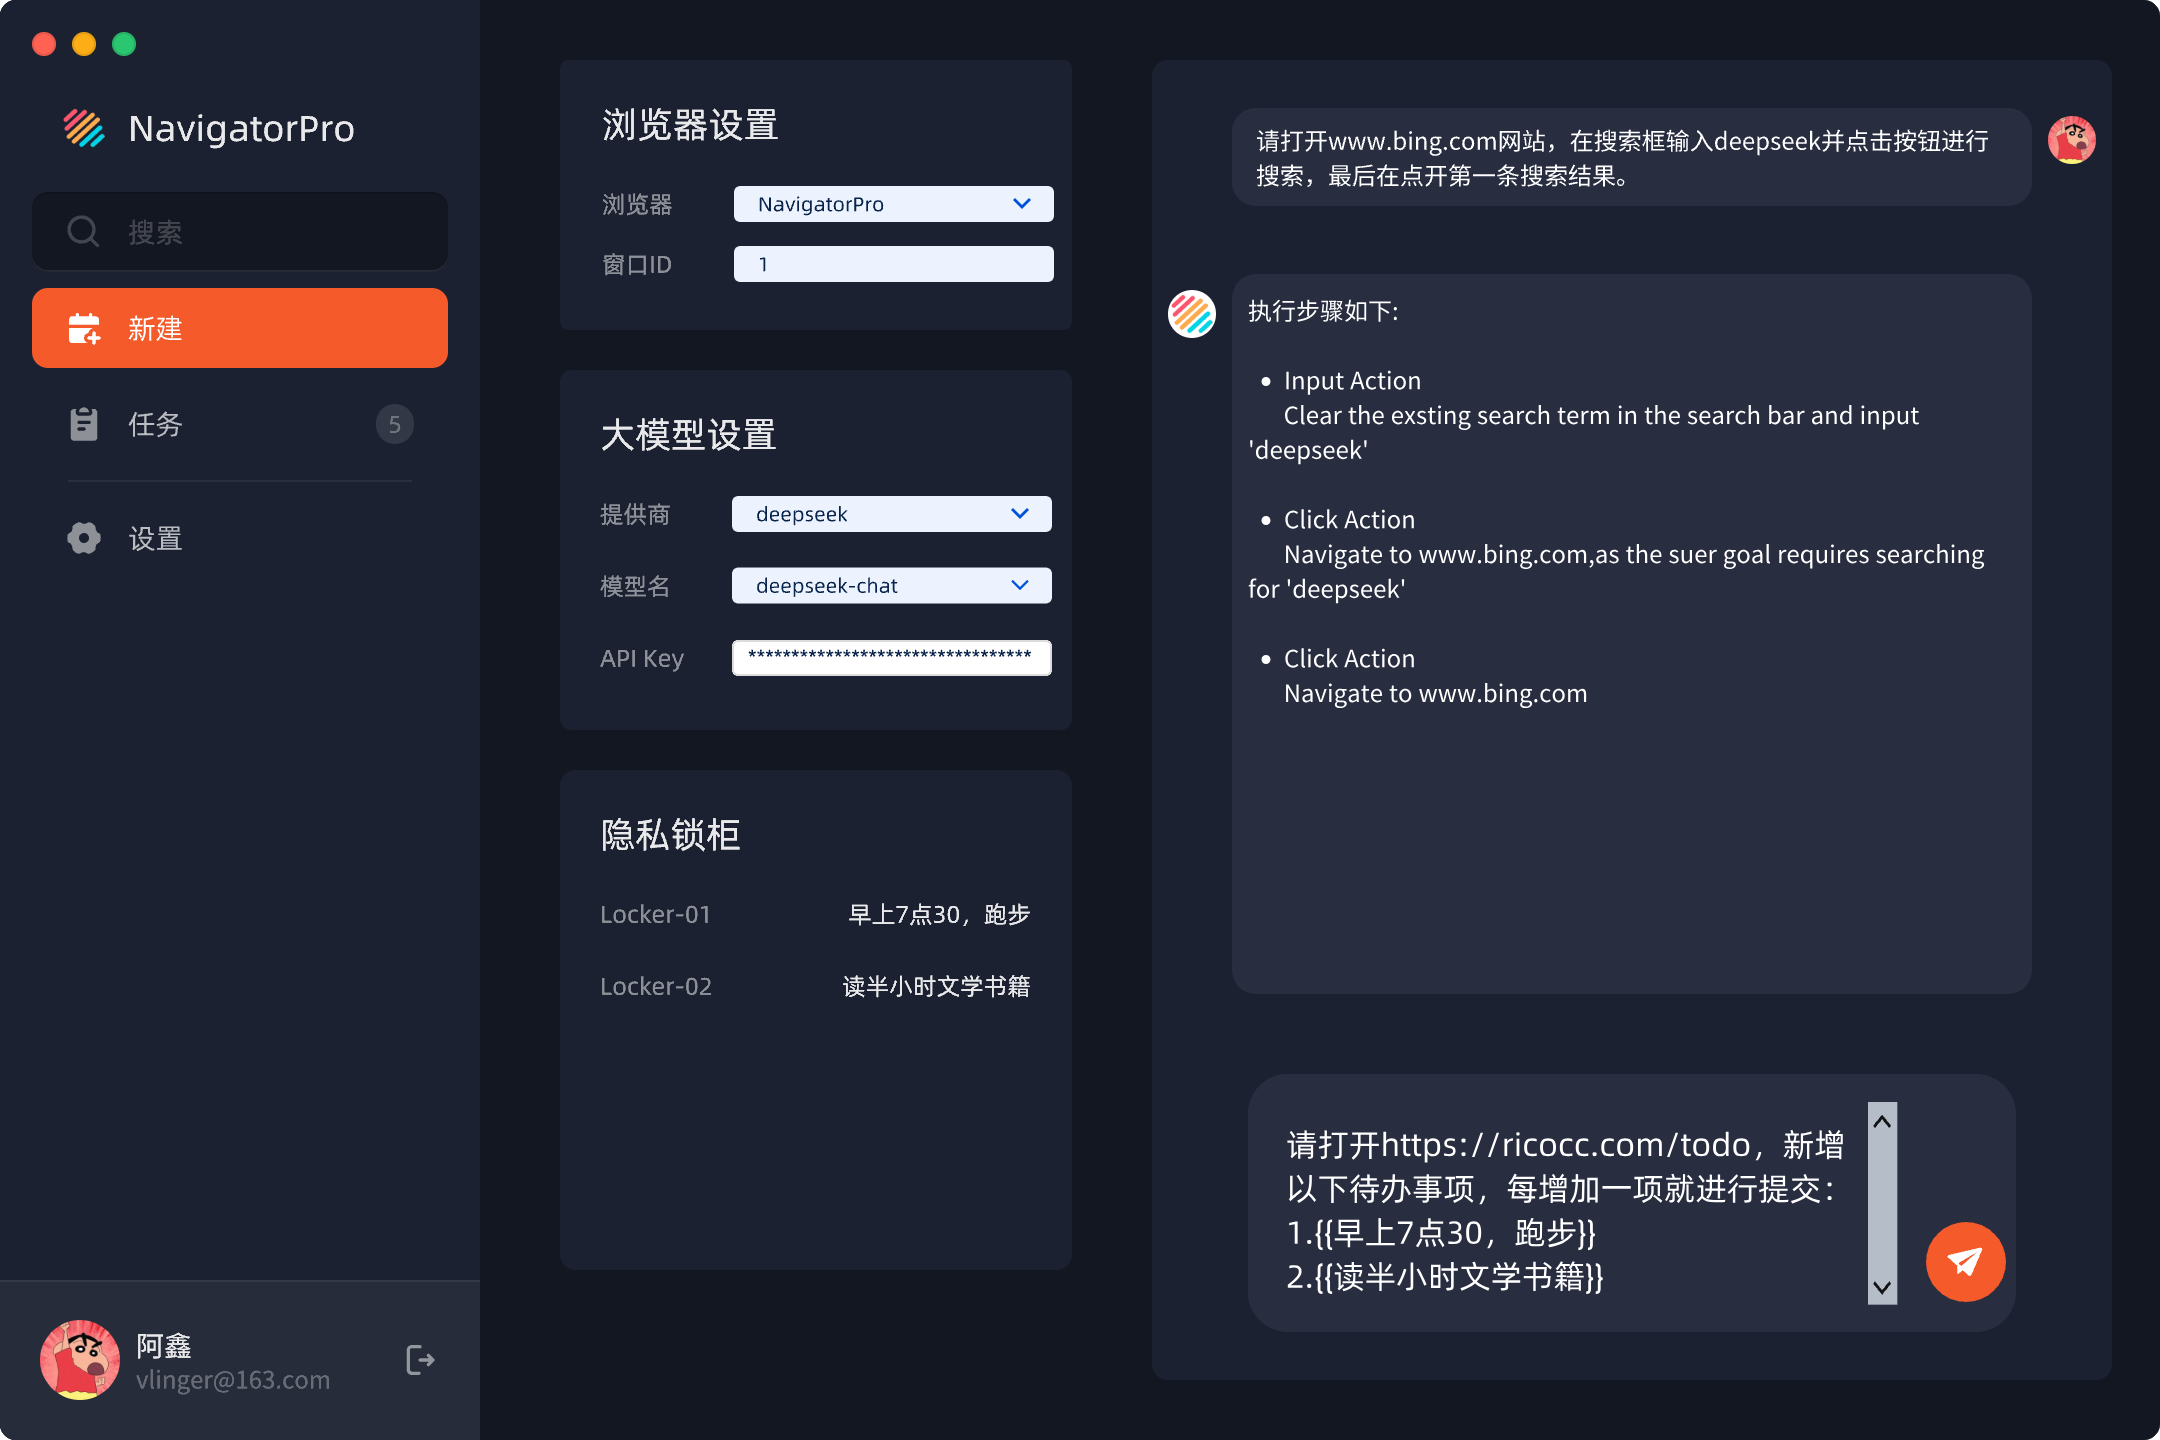 NavigatorPro
搜索
新建
任务
5
设置
阿鑫
vlinger@163.com
浏览器设置
浏览器
NavigatorPro
窗口ID
1
大模型设置
提供商
deepseek
模型名
deepseek-chat
API Key
*********************************
隐私锁柜
Locker-01
早上7点30，跑步
Locker-02
读半小时文学书籍
请打开www.bing.com网站，在搜索框输入deepseek并点击按钮进行
搜索，最后在点开第一条搜索结果。
执行步骤如下:
• Input Action
Clear the exsting search term in the search bar and input
'deepseek'
• Click Action
Navigate to www.bing.com,as the suer goal requires searching
for 'deepseek'
• Click Action
Navigate to www.bing.com
请打开https://ricocc.com/todo，新增
以下待办事项，每增加一项就进行提交：
1.{{早上7点30，跑步}}
2.{{读半小时文学书籍}}